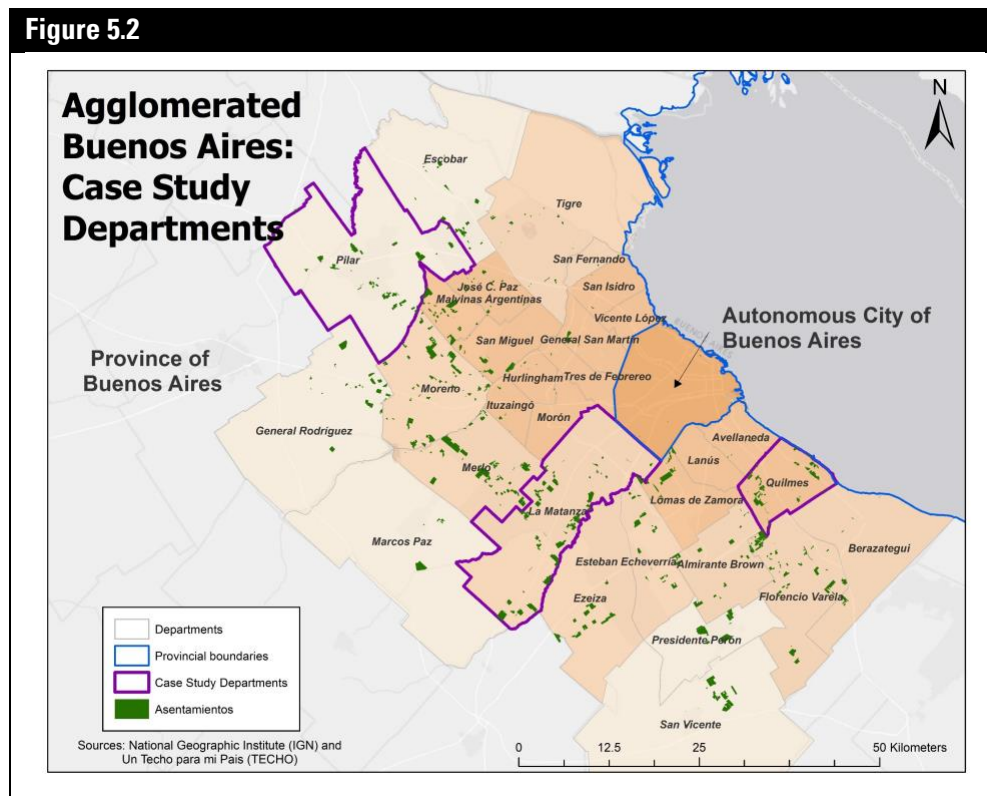 Figure 5.2
Agglomerated
Buenos Aires:
Case Study
Departments
N
Escobar
Tigre
Pilar
San Fernando
José C. Paz
San Isidro
Malvinas Argentinas
Vicente López
Autonomous City of
Buenos Aires
San Miguel
General San Martín
Province of
Buenos Aires
Hurlingham
Tres de Febrereo
Moreno
Ituzaingó
Morón
General Rodríguez
Avellaneda
Lanús
Merlo
Quilmes
Lômas de Zamora
La Matanza
Marcos Paz
Berazategui
Esteban Echeverría
Almirante Brown
Ezeiza
Florencio Varela
Presidente Perón
San Vicente
Departments
Provincial boundaries
Case Study Departments
Asentamientos
Sources: National Geographic Institute (IGN) and
Un Techo para mi Pais (TECHO)
0 12.5 25 50 Kilometers